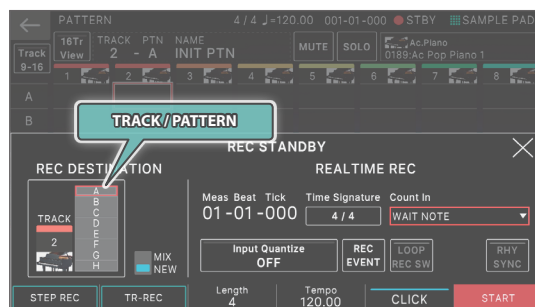 PATTERN 4 / 4 ♩=120.00 001-01-000 STBY SAMPLE PAD
16Tr View TRACK 2 - PTN A NAME INIT PTN MUTE SOLO Ac.Piano 0189:Ac Pop Piano 1
Track 9-16
1 2 3 4 5 6 7 8
A
B
TRACK / PATTERN
REC STANDBY
REC DESTINATION REALTIME REC
Meas Beat Tick Time Signature Count In
01 -01 -000 4 / 4 WAIT NOTE
TRACK
2
A
B
C
D
E
F
G
H
MIX
NEW
Input Quantize OFF REC EVENT LOOP REC SW RHY SYNC
STEP REC TR-REC Length 4 Tempo 120.00 CLICK START